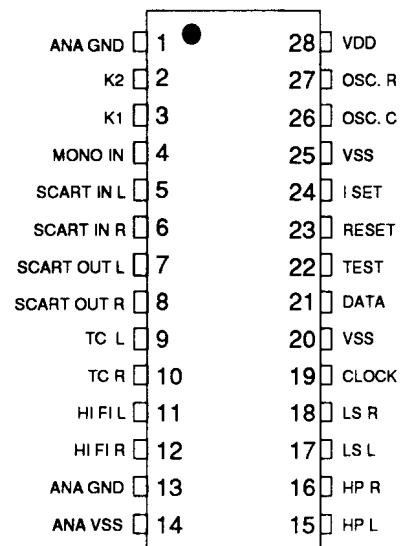 ANA GND 1 28 VDD
K2 2 27 OSC. R
K1 3 26 OSC. C
MONO IN 4 25 VSS
SCART IN L 5 24 I SET
SCART IN R 6 23 RESET
SCART OUT L 7 22 TEST
SCART OUT R 8 21 DATA
TC L 9 20 VSS
TC R 10 19 CLOCK
HI FI L 11 18 LS R
HI FI R 12 17 LS L
ANA GND 13 16 HP R
ANA VSS 14 15 HP L